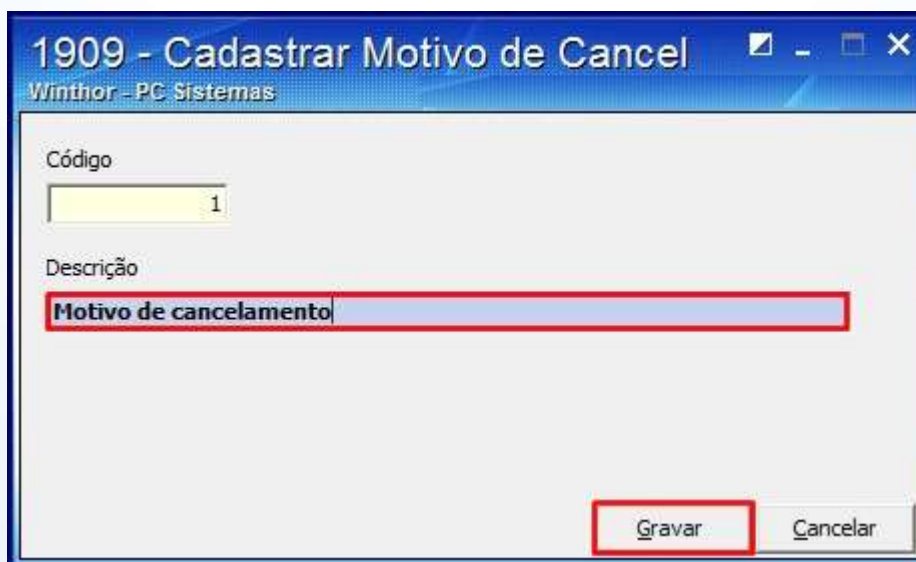 1909 - Cadastrar Motivo de Cancel
Winthor - PC Sistemas
Código
1
Descrição
Motivo de cancelamento
Gravar Cancelar